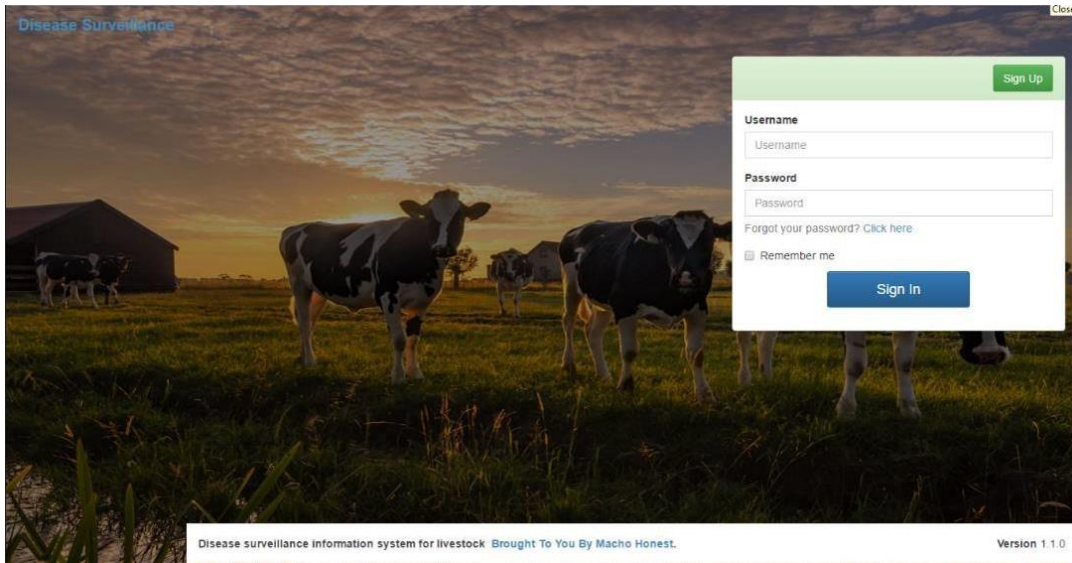 Close
Disease Surveillance
Sign Up
Username
Username
Password
Password
Forgot your password? Click here
Remember me
Sign In
Disease surveillance information system for livestock Brought To You By Macho Honest. Version 1.1.0